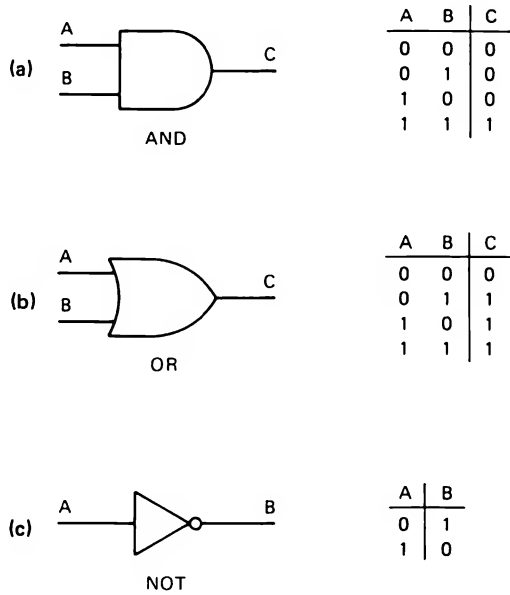 A B C
(a) A B C
0 0 0
0 1 0
1 0 0
1 1 1
AND
A B C
(b) A B C
0 0 0
0 1 1
1 0 1
1 1 1
OR
(c) A B
A B
0 1
1 0
NOT